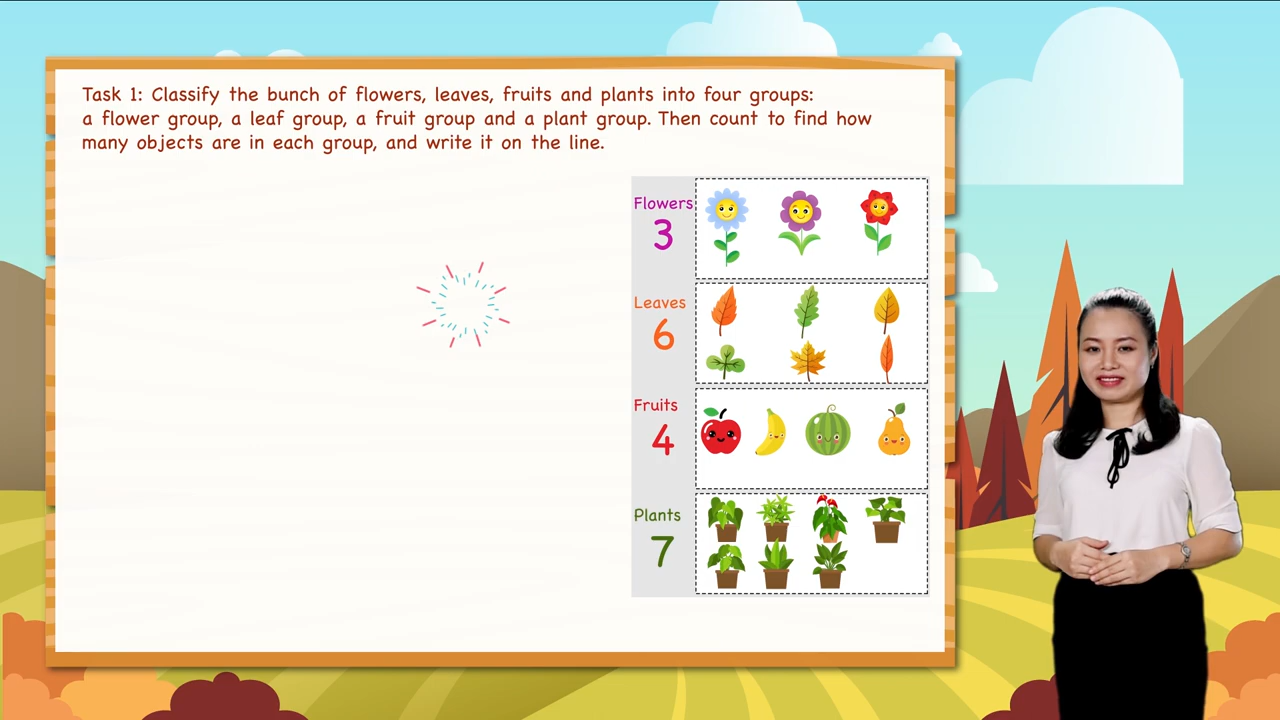 Task 1: Classify the bunch of flowers, leaves, fruits and plants into four groups:
a flower group, a leaf group, a fruit group and a plant group. Then count to find how
many objects are in each group, and write it on the line.
Flowers
3
Leaves
6
Fruits
4
Plants
7